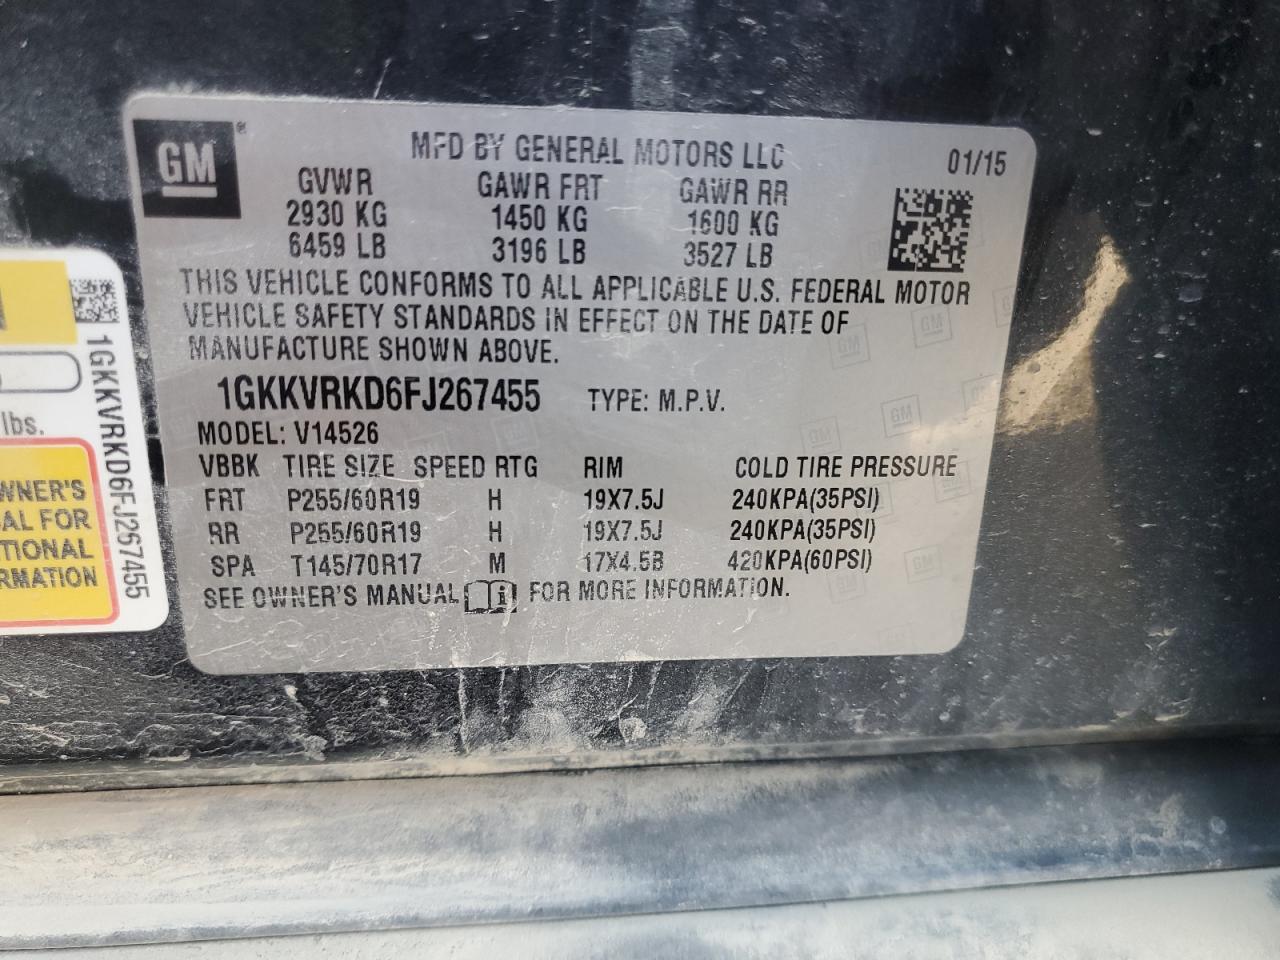 GM
MFD BY GENERAL MOTORS LLC
01/15
GVWR GAWR FRT GAWR RR
2930 KG 1450 KG 1600 KG
6459 LB 3196 LB 3527 LB
THIS VEHICLE CONFORMS TO ALL APPLICABLE U.S. FEDERAL MOTOR
VEHICLE SAFETY STANDARDS IN EFFECT ON THE DATE OF
MANUFACTURE SHOWN ABOVE.
1GKKVRKD6FJ267455 TYPE: M.P.V.
MODEL: V14526
VBBK TIRE SIZE SPEED RTG RIM COLD TIRE PRESSURE
FRT P255/60R19 H 19X7.5J 240KPA(35PSI)
RR P255/60R19 H 19X7.5J 240KPA(35PSI)
SPA T145/70R17 M 17X4.5B 420KPA(60PSI)
SEE OWNER'S MANUAL FOR MORE INFORMATION.
1GKKVRKD6FJ267455
lbs.
WNER'S
AL FOR
TIONAL
RMATION